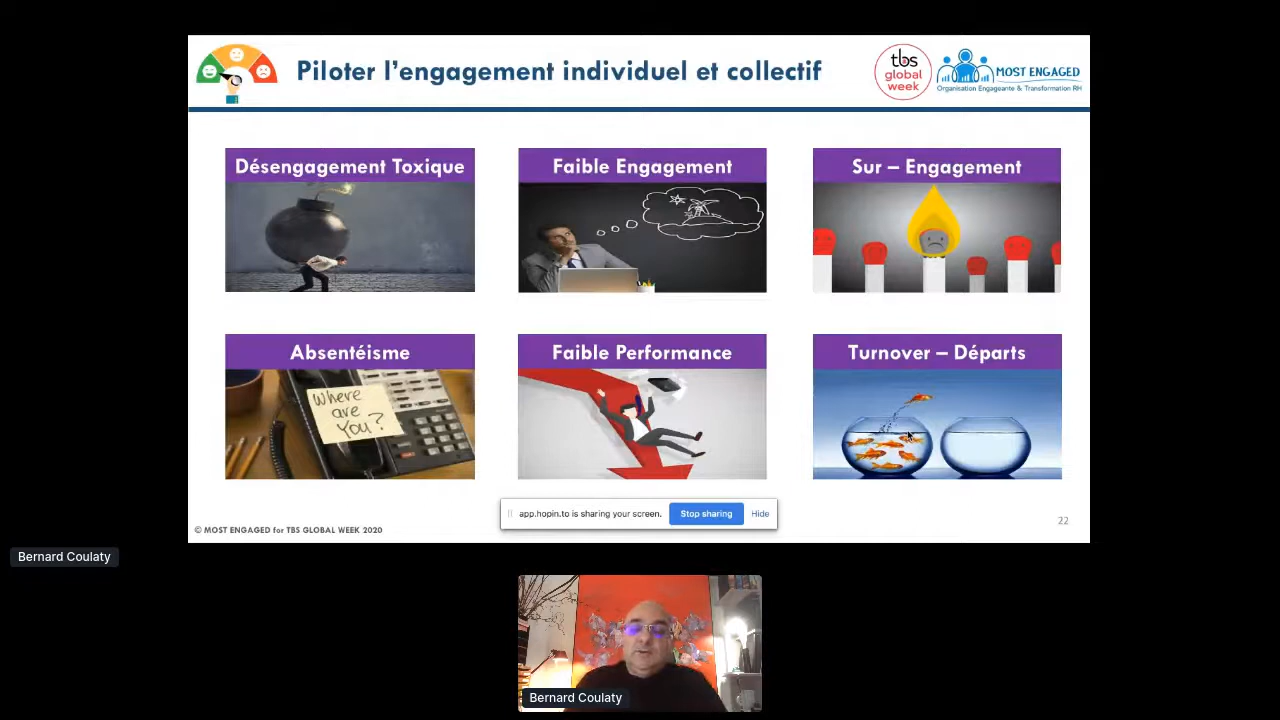 Piloter l'engagement individuel et collectif
tbs
global
week
MOST ENGAGED
Organisation Engageante & Transformation RH
Désengagement Toxique
Faible Engagement
Sur – Engagement
Absentéisme
Faible Performance
Turnover – Départs
Where
are
You?
app.hopin.to is sharing your screen.
Stop sharing
Hide
© MOST ENGAGED for TBS GLOBAL WEEK 2020
22
Bernard Coulaty
Bernard Coulaty